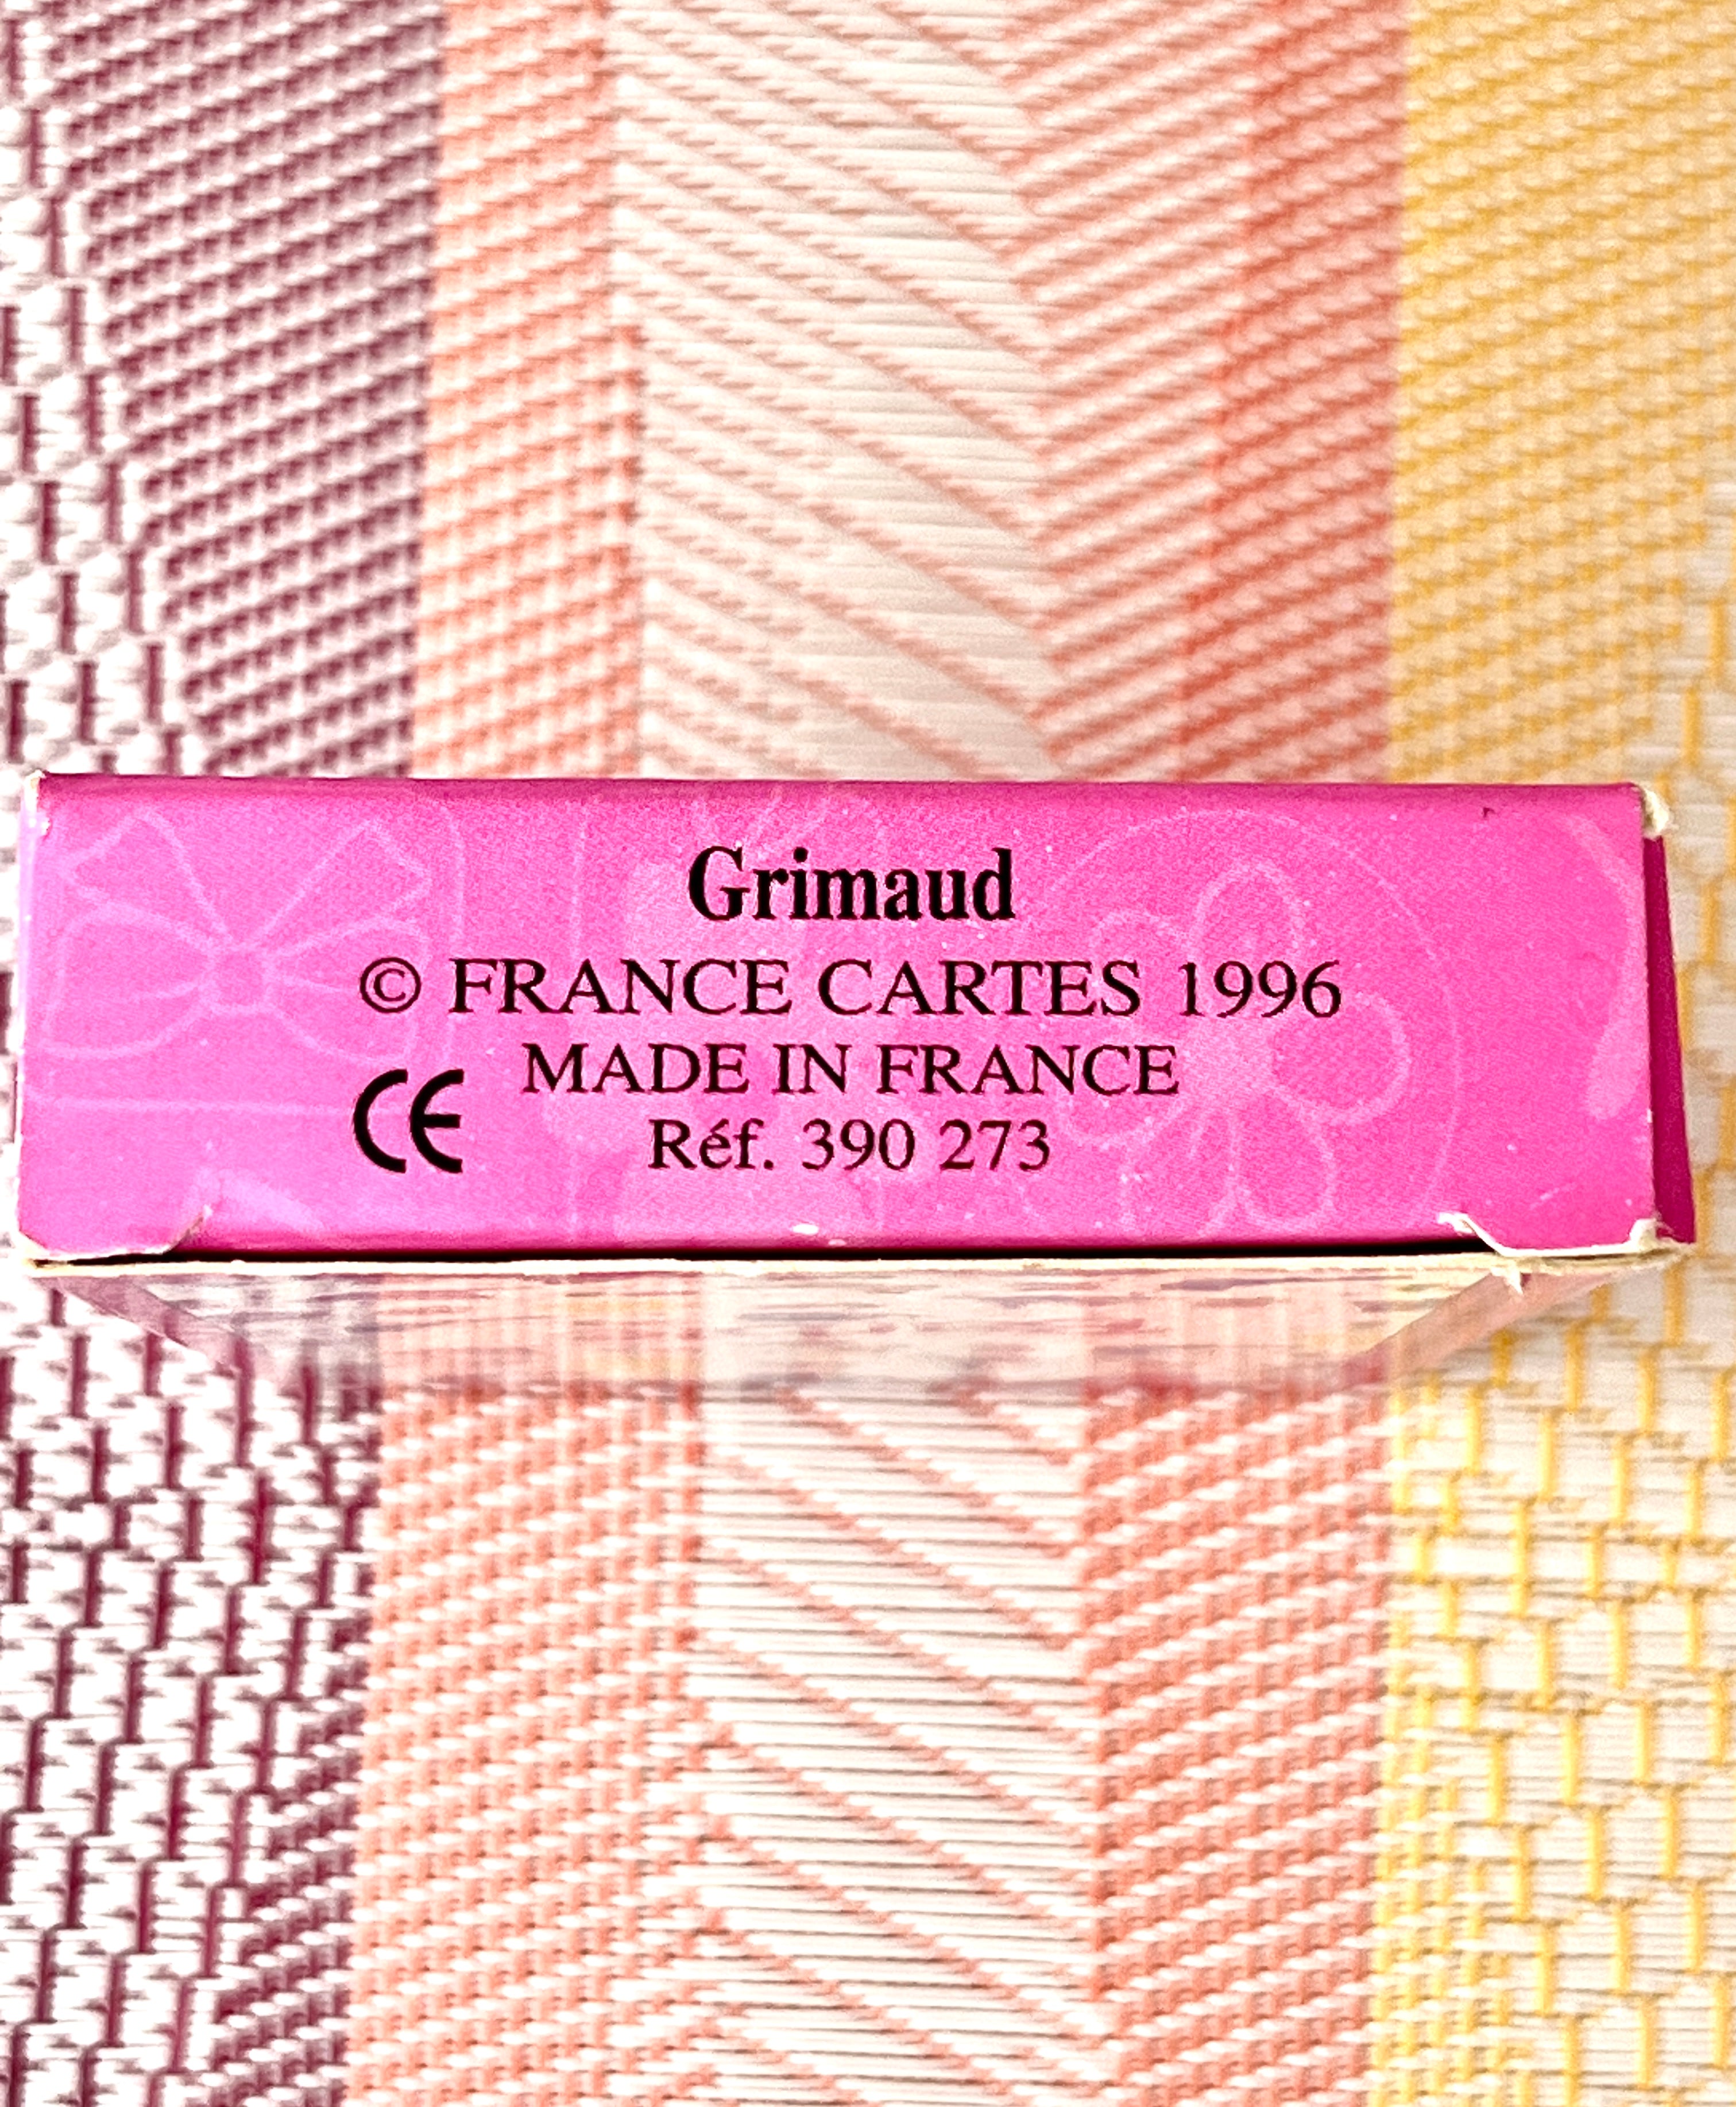 Grimaud
© FRANCE CARTES 1996
MADE IN FRANCE
CE
Réf. 390 273